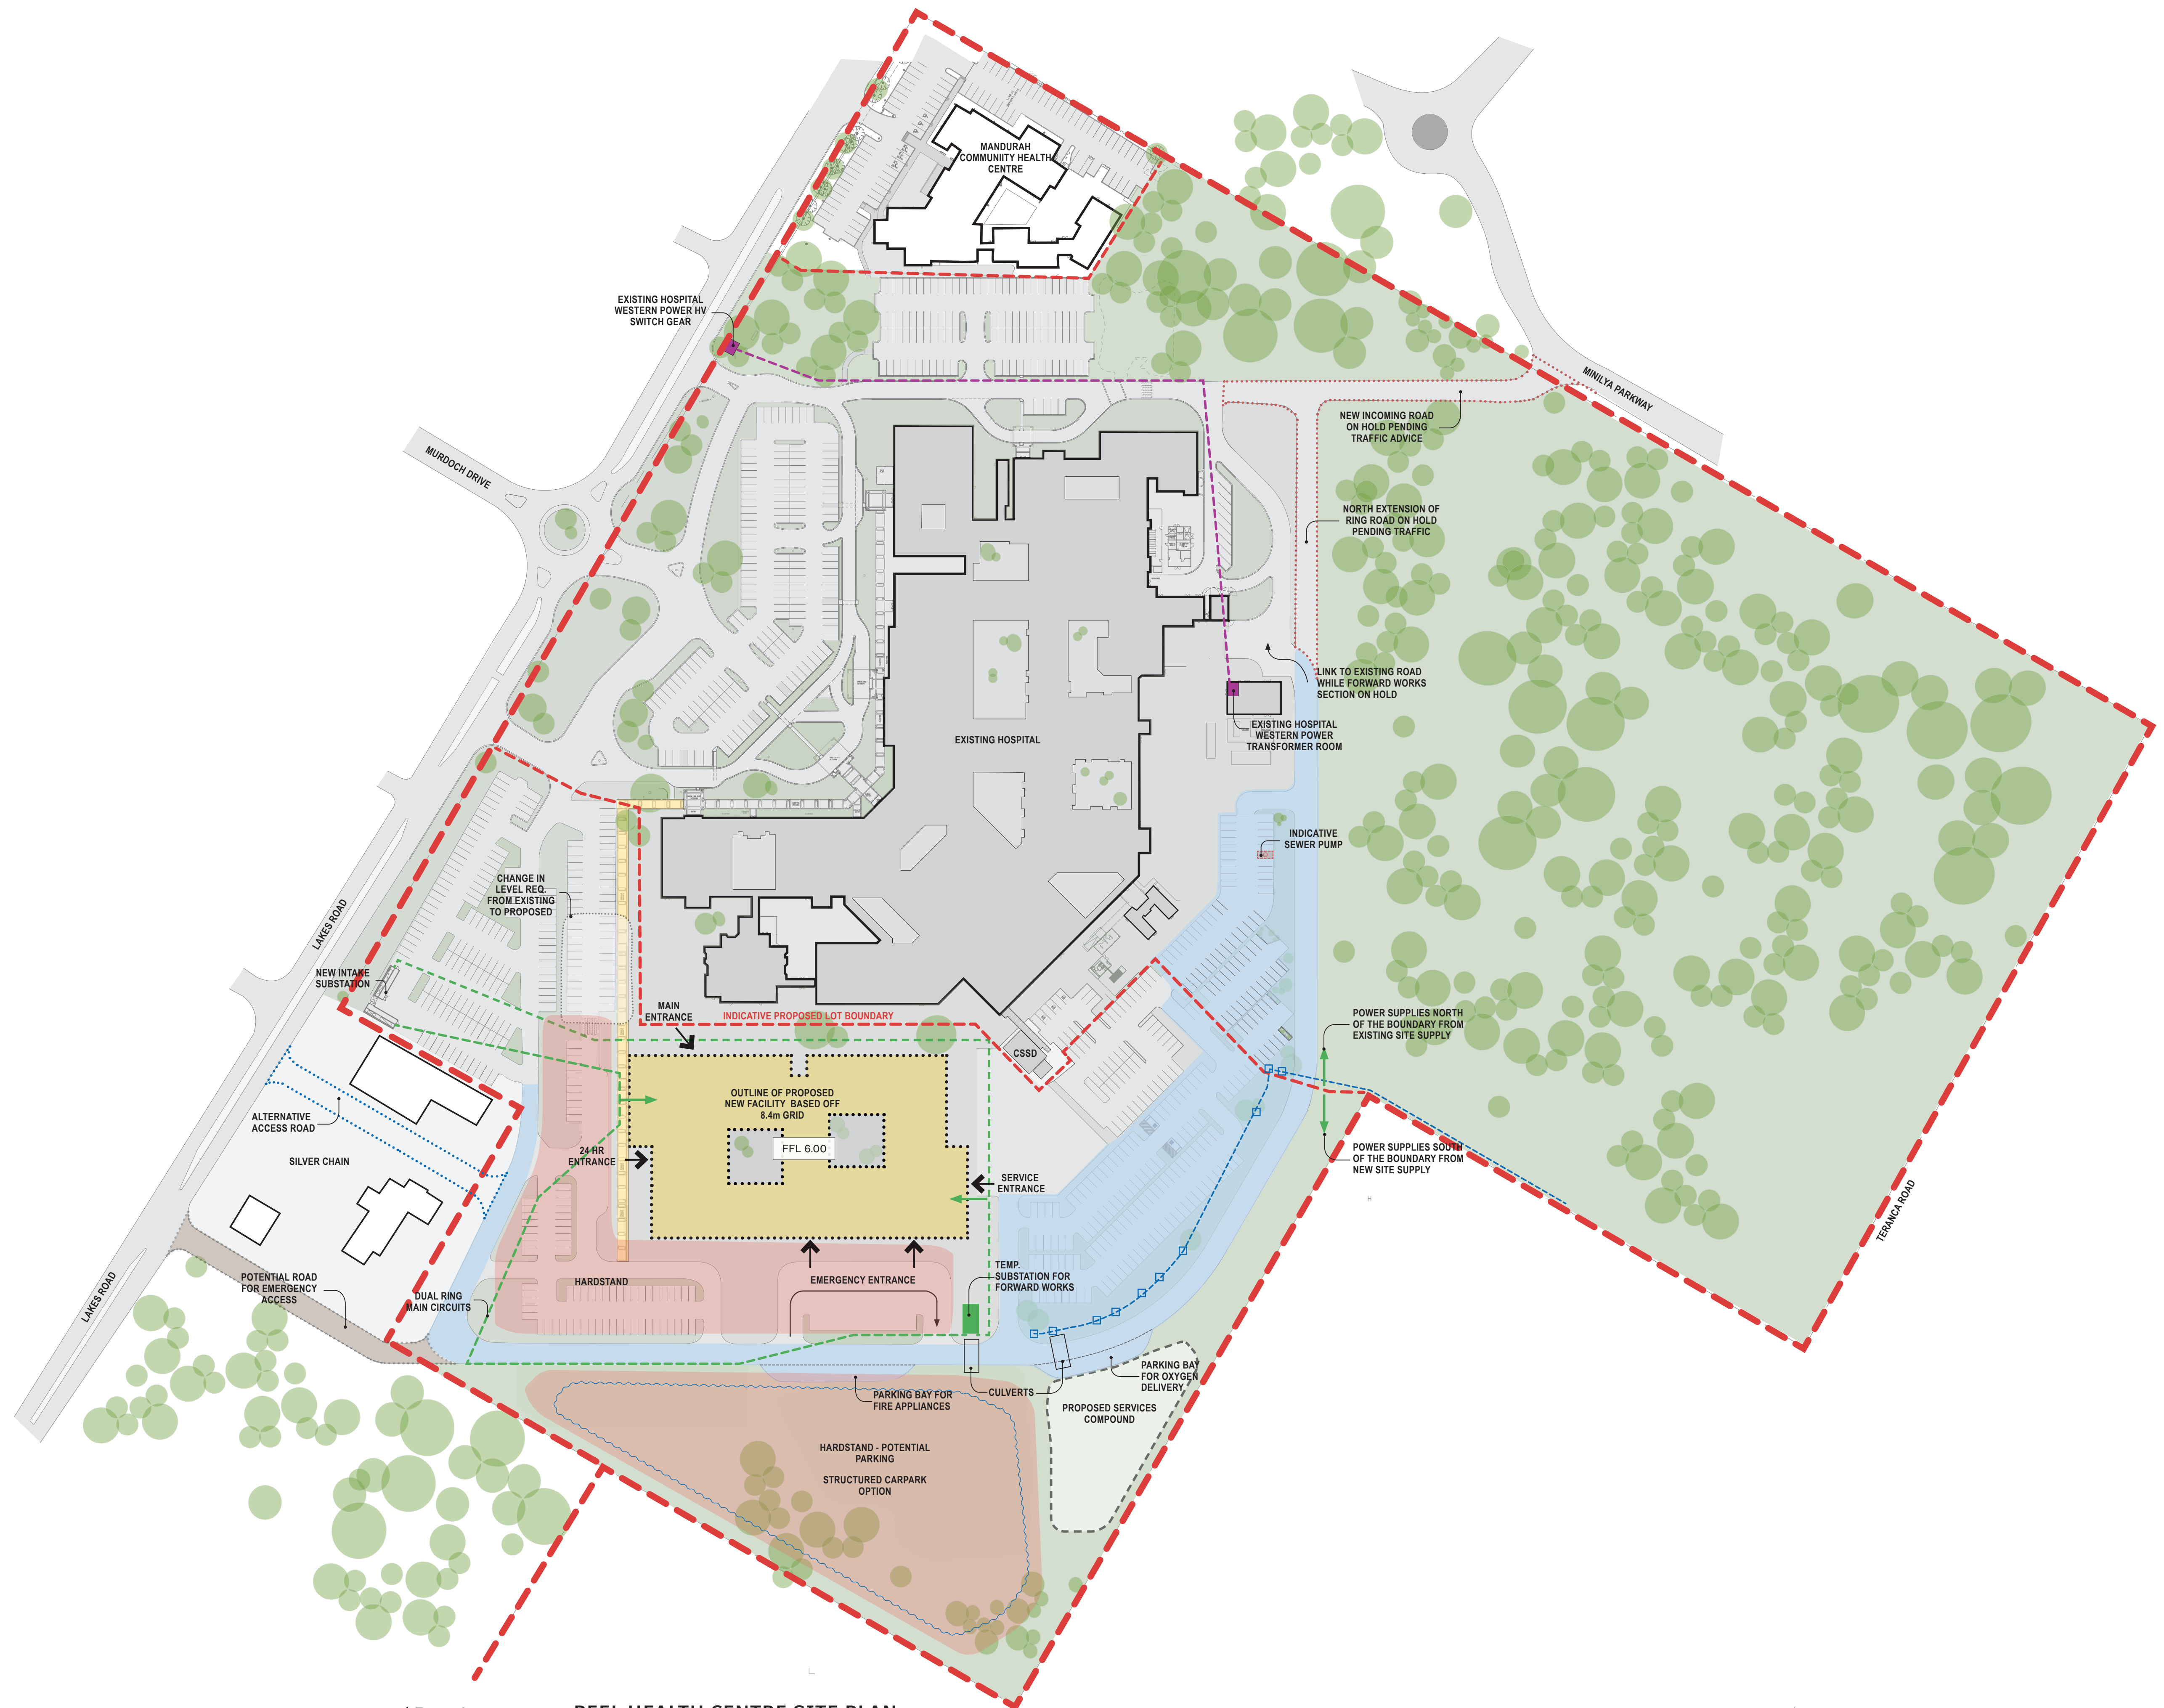 MANDURAH
COMMUNIITY HEALTH
CENTRE
EXISTING HOSPITAL
WESTERN POWER HV
SWITCH GEAR
MINILYA PARKWAY
NEW INCOMING ROAD
ON HOLD PENDING
TRAFFIC ADVICE
MURDOCH DRIVE
NORTH EXTENSION OF
RING ROAD ON HOLD
PENDING TRAFFIC
LINK TO EXISTING ROAD
WHILE FORWARD WORKS
SECTION ON HOLD
EXISTING HOSPITAL
WESTERN POWER
TRANSFORMER ROOM
EXISTING HOSPITAL
INDICATIVE
SEWER PUMP
CHANGE IN
LEVEL REQ.
FROM EXISTING
TO PROPOSED
LAKES ROAD
NEW INTAKE
SUBSTATION
MAIN
ENTRANCE
INDICATIVE PROPOSED LOT BOUNDARY
CSSD
POWER SUPPLIES NORTH
OF THE BOUNDARY FROM
EXISTING SITE SUPPLY
OUTLINE OF PROPOSED
NEW FACILITY BASED OFF
8.4m GRID
FFL 6.00
ALTERNATIVE
ACCESS ROAD
SILVER CHAIN
24 HR
ENTRANCE
SERVICE
ENTRANCE
POWER SUPPLIES SOUTH
OF THE BOUNDARY FROM
NEW SITE SUPPLY
H
TERANCA ROAD
LAKES ROAD
POTENTIAL ROAD
FOR EMERGENCY
ACCESS
DUAL RING
MAIN CIRCUITS
HARDSTAND
EMERGENCY ENTRANCE
TEMP.
SUBSTATION FOR
FORWARD WORKS
PARKING BAY
FOR OXYGEN
DELIVERY
PARKING BAY FOR
FIRE APPLIANCES
CULVERTS
PROPOSED SERVICES
COMPOUND
HARDSTAND - POTENTIAL
PARKING
STRUCTURED CARPARK
OPTION
PEEL HEALTH CENTRE SITE PLAN